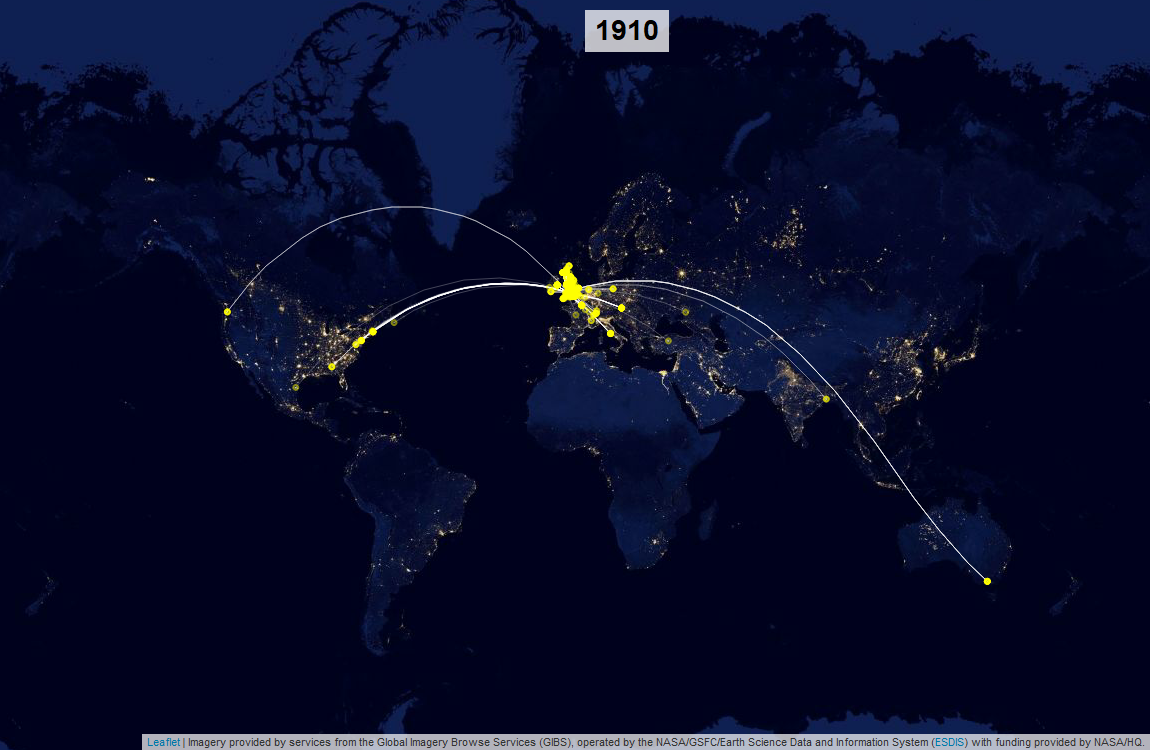 1910
Leaflet | Imagery provided by services from the Global Imagery Browse Services (GIBS), operated by the NASA/GSFC/Earth Science Data and Information System (ESDIS) with funding provided by NASA/HQ.